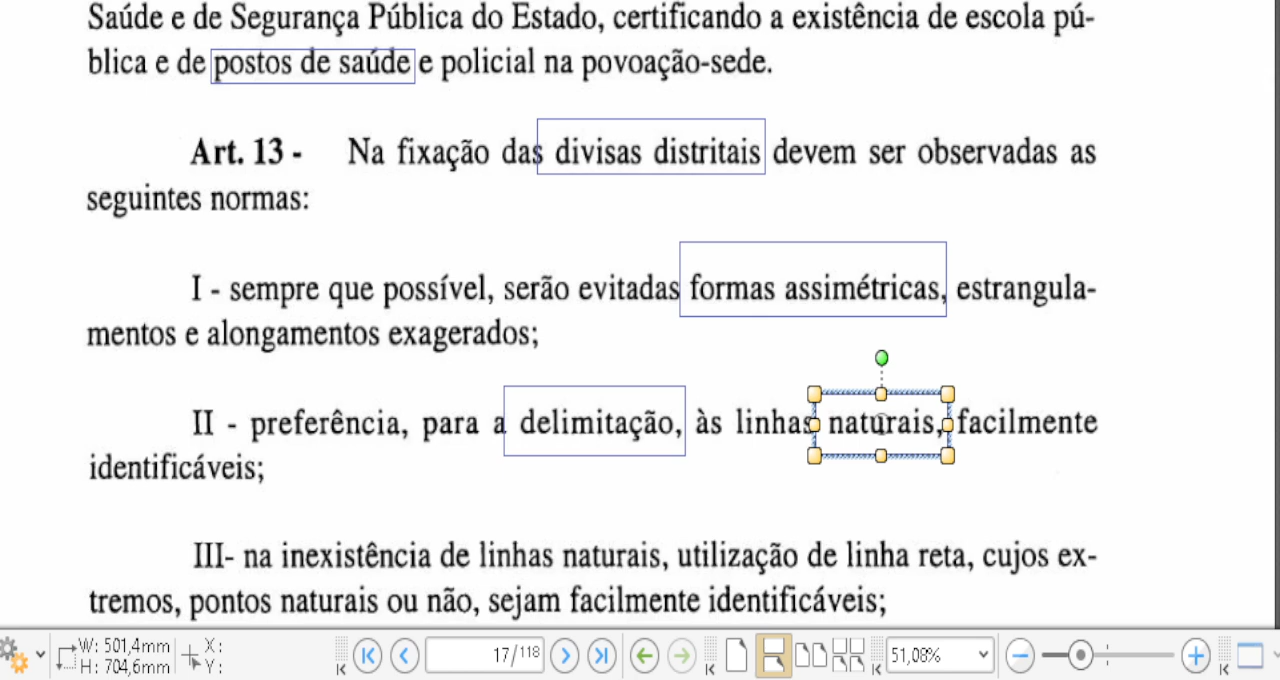 Saúde e de Segurança Pública do Estado, certificando a existência de escola pú-
blica e de postos de saúde e policial na povoação-sede.
Art. 13 - Na fixação das divisas distritais devem ser observadas as
seguintes normas:
I - sempre que possível, serão evitadas formas assimétricas, estrangula-
mentos e alongamentos exagerados;
II - preferência, para a delimitação, às linhas naturais, facilmente
identificáveis;
III- na inexistência de linhas naturais, utilização de linha reta, cujos ex-
tremos, pontos naturais ou não, sejam facilmente identificáveis;
W: 501,4mm X:
H: 704,6mm Y:
17/118
51,08%